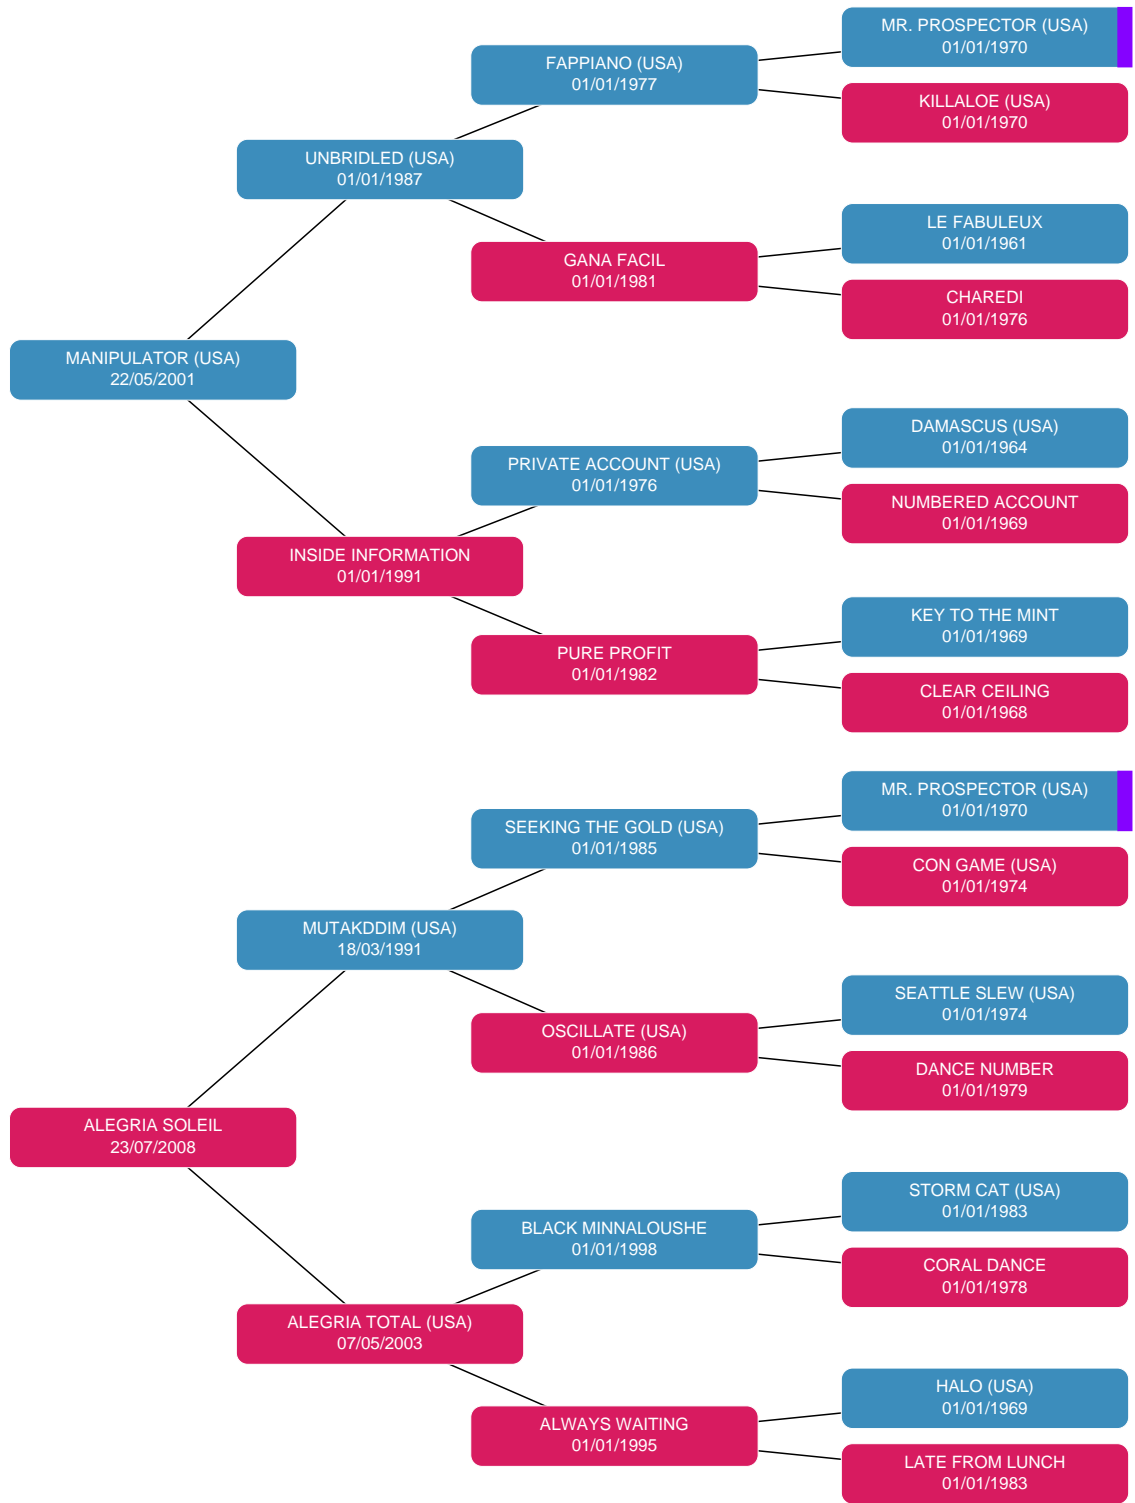 MR. PROSPECTOR (USA)
01/01/1970
FAPPIANO (USA)
01/01/1977
KILLALOE (USA)
01/01/1970
UNBRIDLED (USA)
01/01/1987
LE FABULEUX
01/01/1961
GANA FACIL
01/01/1981
CHAREDI
01/01/1976
MANIPULATOR (USA)
22/05/2001
DAMASCUS (USA)
01/01/1964
PRIVATE ACCOUNT (USA)
01/01/1976
NUMBERED ACCOUNT
01/01/1969
INSIDE INFORMATION
01/01/1991
KEY TO THE MINT
01/01/1969
PURE PROFIT
01/01/1982
CLEAR CEILING
01/01/1968
MR. PROSPECTOR (USA)
01/01/1970
SEEKING THE GOLD (USA)
01/01/1985
CON GAME (USA)
01/01/1974
MUTAKDDIM (USA)
18/03/1991
SEATTLE SLEW (USA)
01/01/1974
OSCILLATE (USA)
01/01/1986
DANCE NUMBER
01/01/1979
ALEGRIA SOLEIL
23/07/2008
STORM CAT (USA)
01/01/1983
BLACK MINNALOUSHE
01/01/1998
CORAL DANCE
01/01/1978
ALEGRIA TOTAL (USA)
07/05/2003
HALO (USA)
01/01/1969
ALWAYS WAITING
01/01/1995
LATE FROM LUNCH
01/01/1983